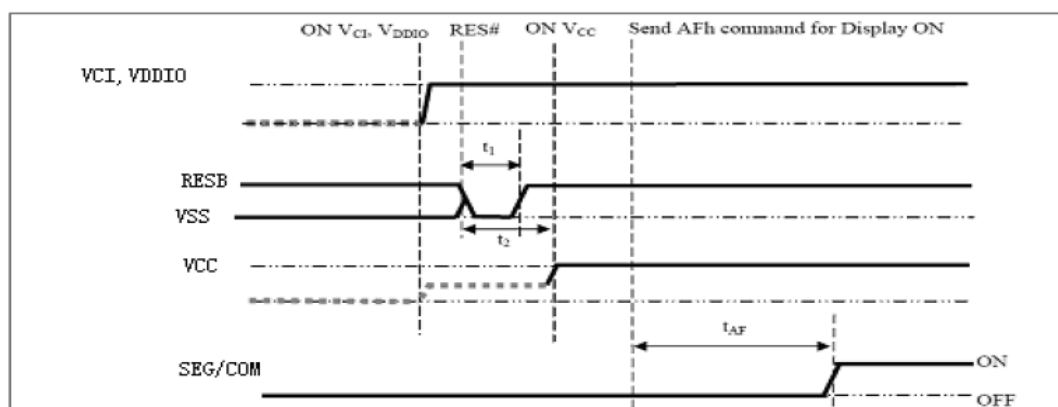 ON VCI, VDDIO RES# ON VCC Send AFh command for Display ON
VCI, VDDIO
t1
RESB
VSS
t2
VCC
tAF
SEG/COM
ON
OFF